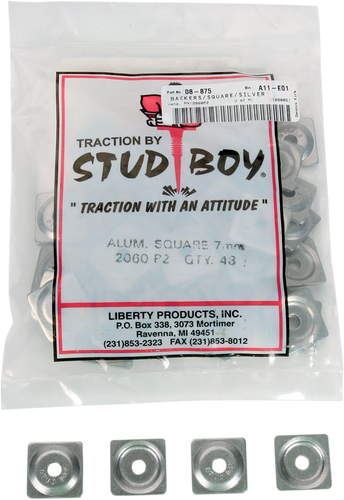 Part No. 08-875 Bin: A11-E01
BACKERS/SQUARE/SILVER
TRACTION BY
STUD BOY®
"TRACTION WITH AN ATTITUDE"
ALUM. SQUARE 7mm
2060 P2 QTY. 48
LIBERTY PRODUCTS, INC.
P.O. Box 338, 3073 Mortimer
Ravenna, MI 49451
(231)853-2323 FAX (231)853-8012